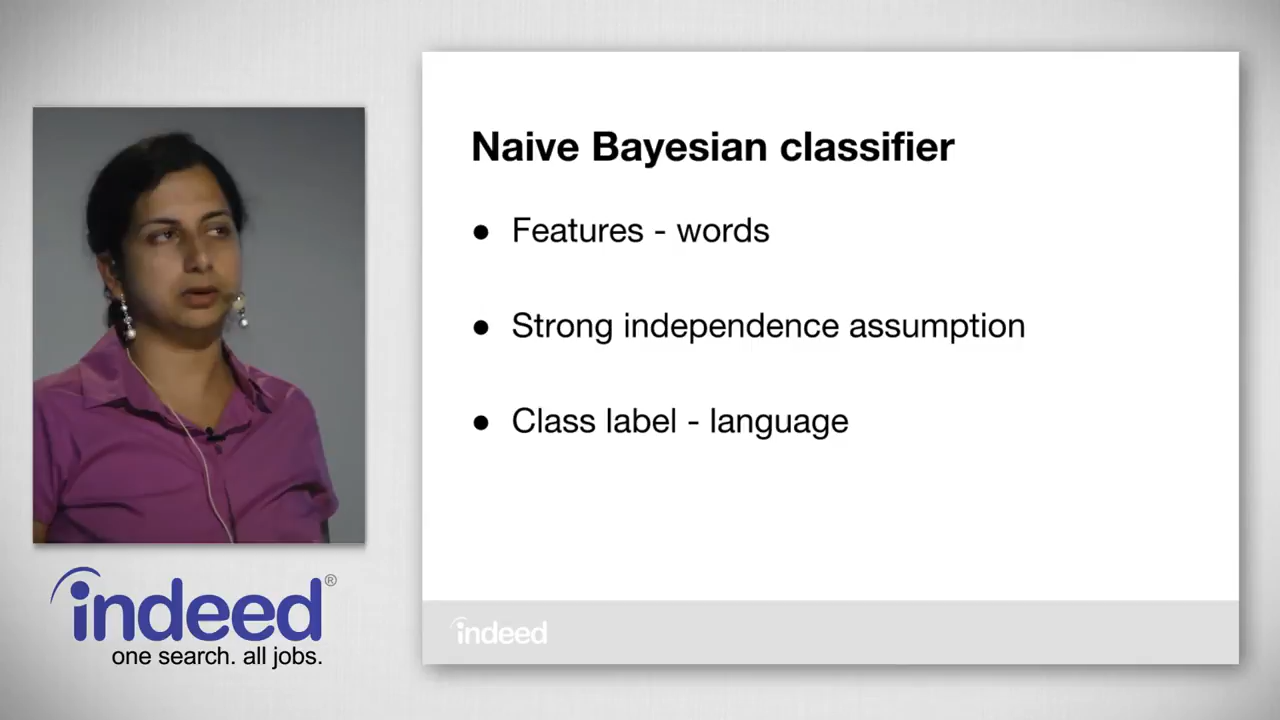 Naive Bayesian classifier
● Features - words
● Strong independence assumption
● Class label - language
indeed
indeed®
one search. all jobs.